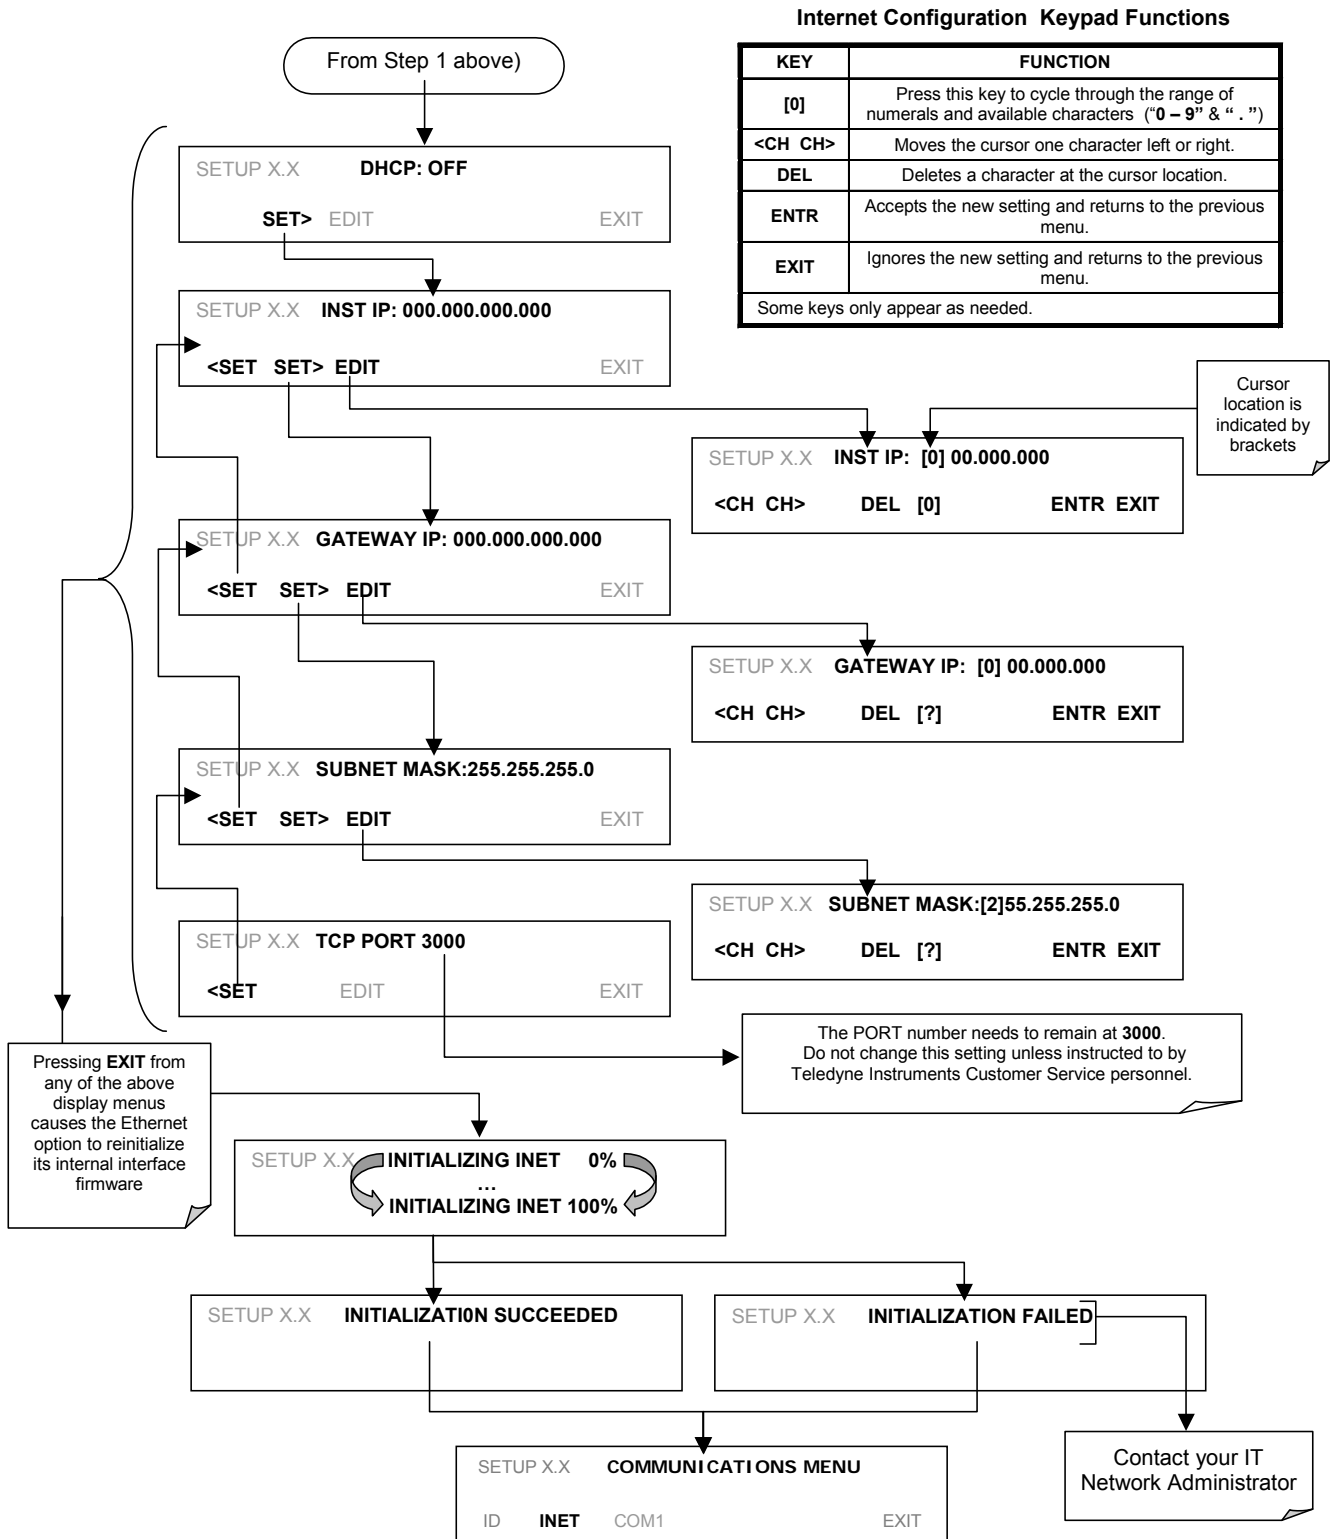 Internet Configuration Keypad Functions
KEY FUNCTION
[0] Press this key to cycle through the range of
numerals and available characters (“0 – 9” & “ . ”)
<CH CH> Moves the cursor one character left or right.
DEL Deletes a character at the cursor location.
ENTR Accepts the new setting and returns to the previous
menu.
EXIT Ignores the new setting and returns to the previous
menu.
Some keys only appear as needed.
From Step 1 above)
SETUP X.X DHCP: OFF
SET> EDIT EXIT
SETUP X.X INST IP: 000.000.000.000
<SET SET> EDIT EXIT
Cursor
location is
indicated by
brackets
SETUP X.X INST IP: [0] 00.000.000
<CH CH> DEL [0] ENTR EXIT
SETUP X.X GATEWAY IP: 000.000.000.000
<SET SET> EDIT EXIT
SETUP X.X GATEWAY IP: [0] 00.000.000
<CH CH> DEL [?] ENTR EXIT
SETUP X.X SUBNET MASK:255.255.255.0
<SET SET> EDIT EXIT
SETUP X.X SUBNET MASK:[2]55.255.255.0
<CH CH> DEL [?] ENTR EXIT
SETUP X.X TCP PORT 3000
<SET EDIT EXIT
The PORT number needs to remain at 3000.
Do not change this setting unless instructed to by
Teledyne Instruments Customer Service personnel.
Pressing EXIT from
any of the above
display menus
causes the Ethernet
option to reinitialize
its internal interface
firmware
SETUP X.X INITIALIZING INET 0%
…
INITIALIZING INET 100%
SETUP X.X INITIALIZATI0N SUCCEEDED
SETUP X.X INITIALIZATION FAILED
Contact your IT
Network Administrator
SETUP X.X COMMUNICATIONS MENU
ID INET COM1 EXIT